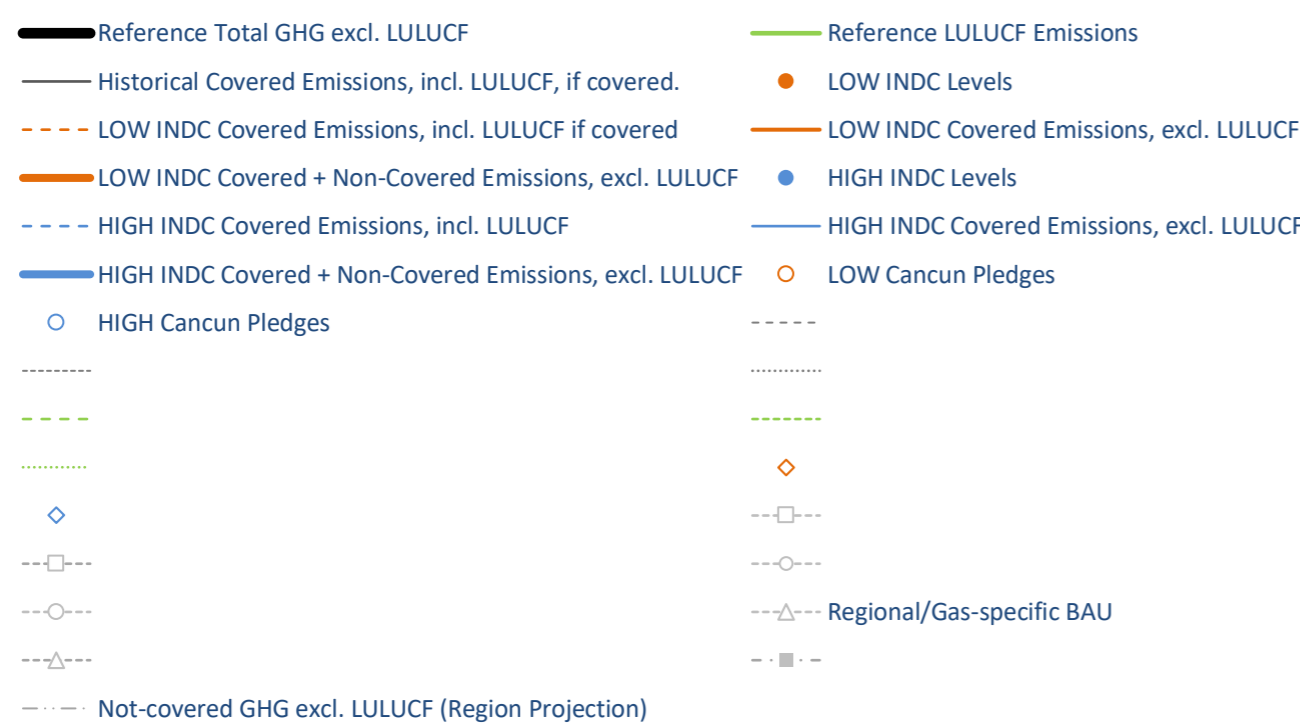 Reference Total GHG excl. LULUCF
Reference LULUCF Emissions
Historical Covered Emissions, incl. LULUCF, if covered.
LOW INDC Levels
LOW INDC Covered Emissions, incl. LULUCF if covered
LOW INDC Covered Emissions, excl. LULUCF
LOW INDC Covered + Non-Covered Emissions, excl. LULUCF
HIGH INDC Levels
HIGH INDC Covered Emissions, incl. LULUCF
HIGH INDC Covered Emissions, excl. LULUCF
HIGH INDC Covered + Non-Covered Emissions, excl. LULUCF
LOW Cancun Pledges
HIGH Cancun Pledges
Regional/Gas-specific BAU
Not-covered GHG excl. LULUCF (Region Projection)